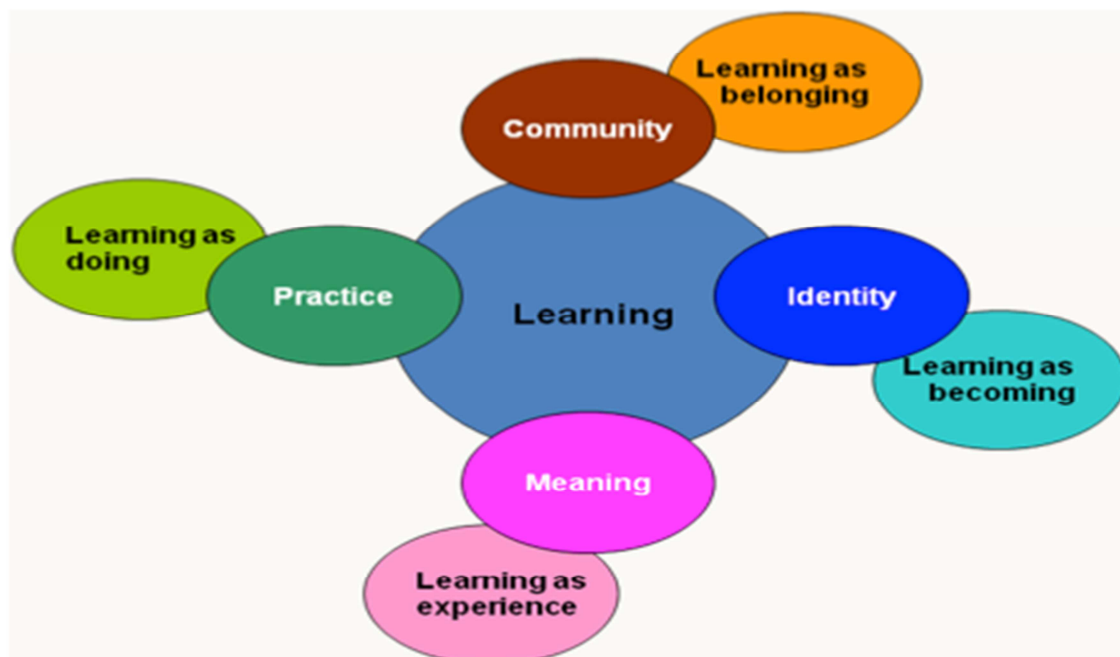 Learning as
belonging
Community
Learning as
doing
Practice
Learning
Identity
Learning as
becoming
Meaning
Learning as
experience